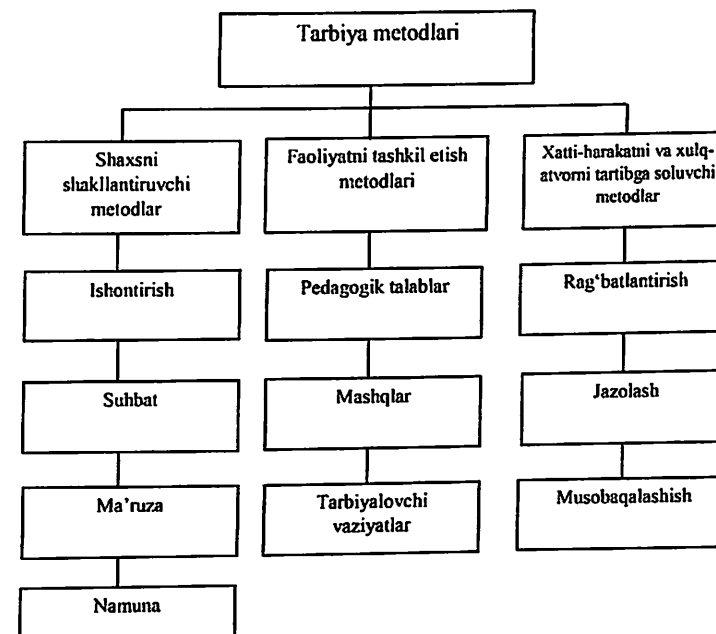 Tarbiya metodlari
Shaxsni
shakllantiruvchi
metodlar
Faoliyatni tashkil etish
metodlari
Xatti-harakatni va xulq-
atvorni tartibga soluvchi
metodlar
Ishontirish
Pedagogik talablar
Rag‘batlantirish
Suhbat
Mashqlar
Jazolash
Ma’ruza
Tarbiyalovchi
vaziyatlar
Musobaqalashish
Namuna